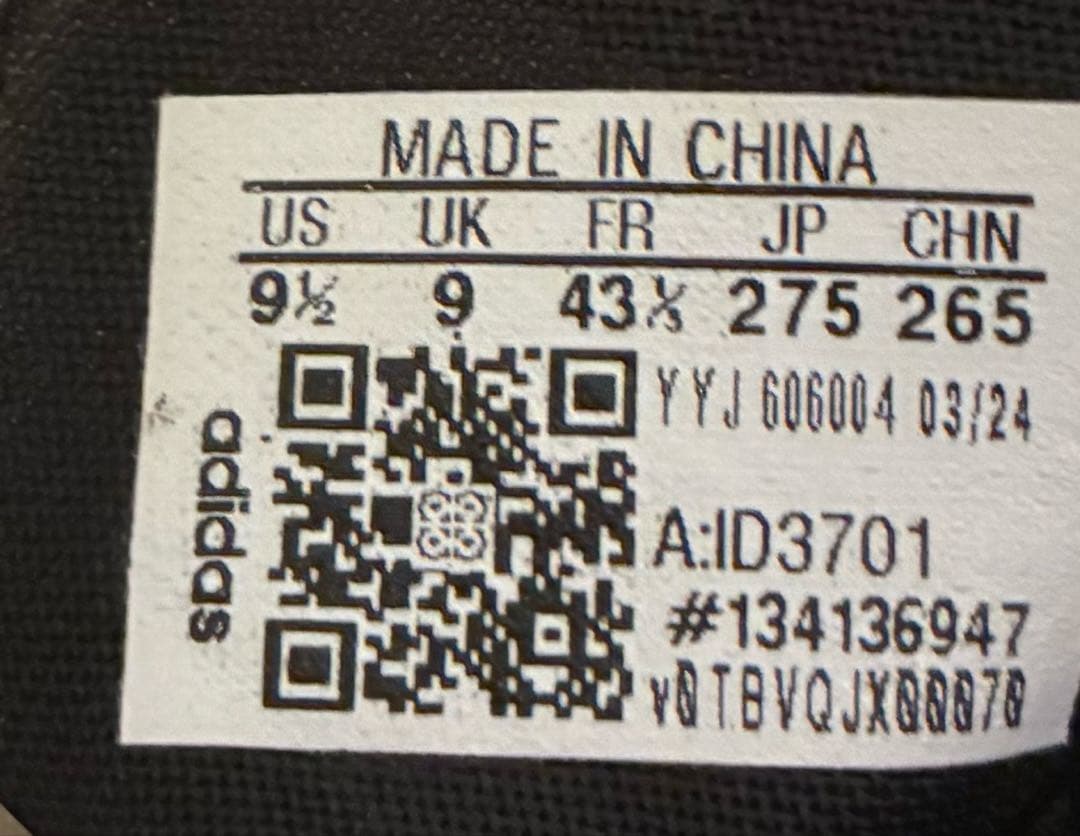 MADE IN CHINA
US UK FR JP CHN
9½ 9 43⅓ 275 265
YYJ 606004 03/24
adidas
A:ID3701
#134136947
v0TBVQJX00070